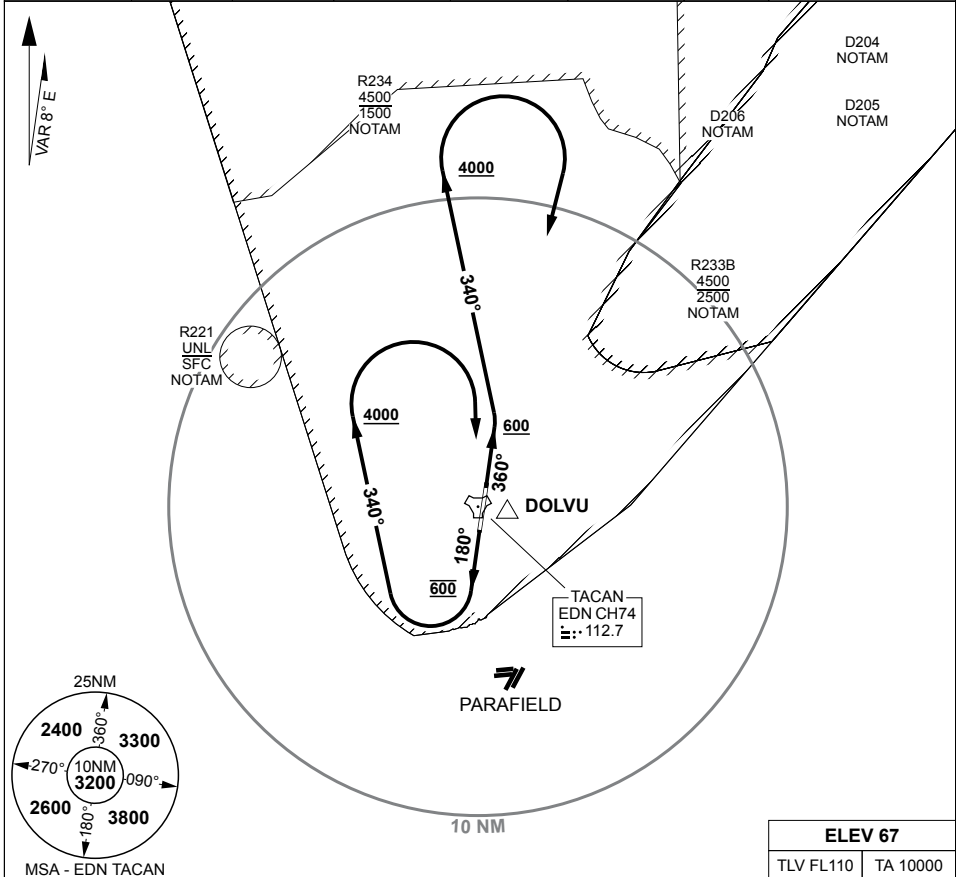 VAR 8° E
R234
4500
1500
NOTAM
D204
NOTAM
D206
NOTAM
D205
NOTAM
4000
340°
R233B
4500
2500
NOTAM
R221
UNL
SFC
NOTAM
4000
600
340°
360°
DOLVU
180°
600
TACAN
EDN CH74
112.7
PARAFIELD
25NM
2400
360°
3300
270°
10NM
3200
090°
2600
180°
3800
MSA - EDN TACAN
10 NM
ELEV 67
TLV FL110
TA 10000